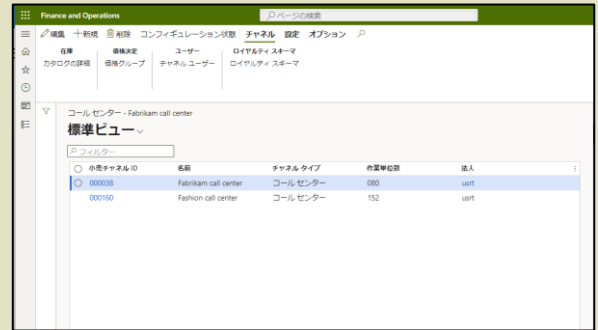 Finance and Operations ページの検索
編集 新規 削除 コンフィギュレーション状態 チャネル 設定 オプション
在庫 価格決定 ユーザー ロイヤルティ スキーマ
カタログの詳細 価格グループ チャネル ユーザー ロイヤルティ スキーマ
コール センター - Fabrikam call center
標準ビュー
フィルター
小売チャネル ID 名前 チャネル タイプ 作業単位数 法人
000038 Fabrikam call center コール センター 080 usrt
000160 Fashion call center コール センター 152 usrt